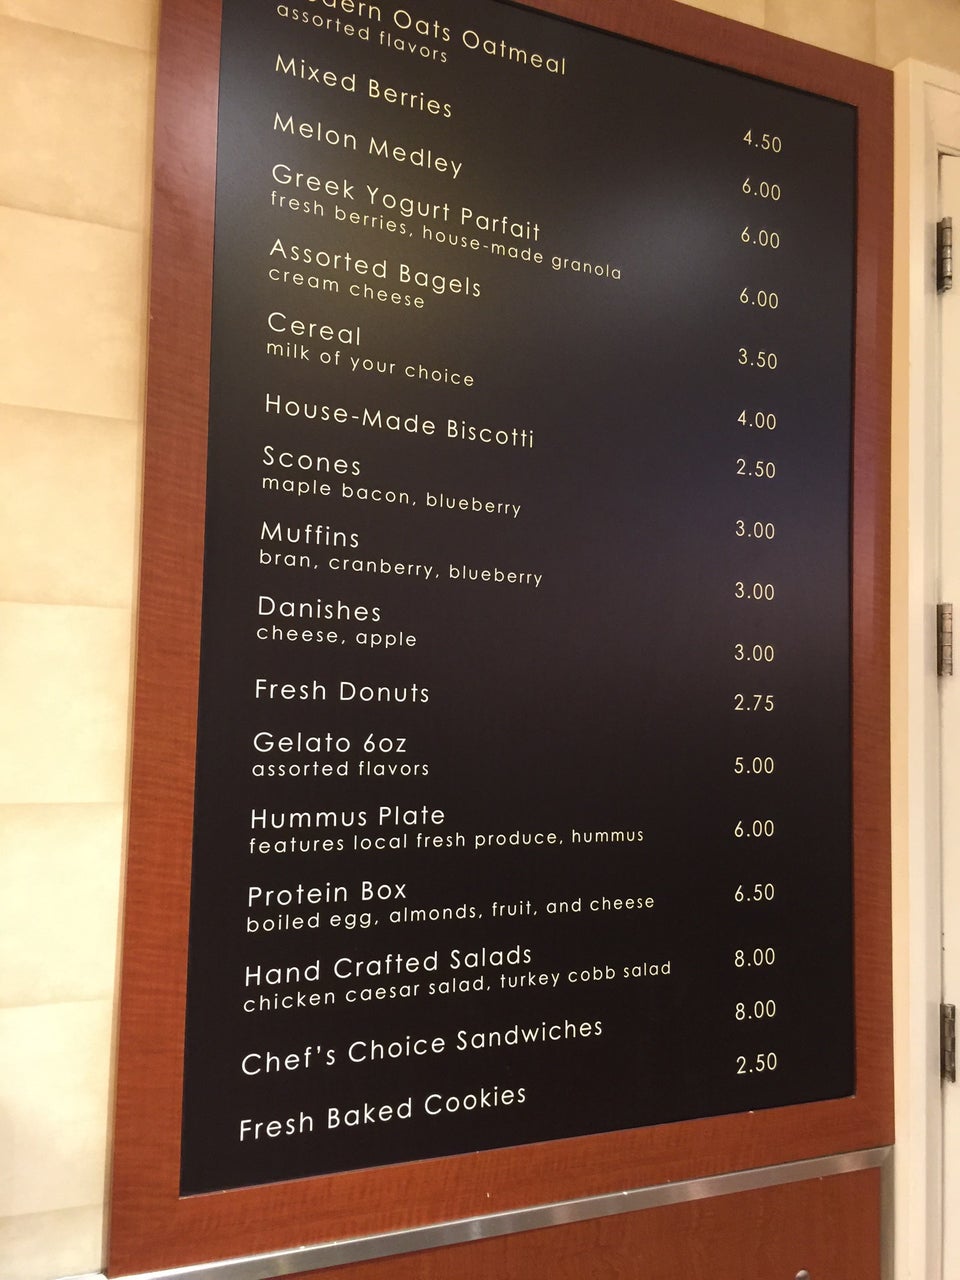 Oats Oatmeal 4.50
assorted flavors
Mixed Berries 6.00
Melon Medley 6.00
Greek Yogurt Parfait 6.00
fresh berries, house-made granola
Assorted Bagels 3.50
cream cheese
Cereal 4.00
milk of your choice
House-Made Biscotti 2.50
Scones 3.00
maple bacon, blueberry
Muffins 3.00
bran, cranberry, blueberry
Danishes 3.00
cheese, apple
Fresh Donuts 2.75
Gelato 6oz 5.00
assorted flavors
Hummus Plate 6.00
features local fresh produce, hummus
Protein Box 6.50
boiled egg, almonds, fruit, and cheese
Hand Crafted Salads 8.00
chicken caesar salad, turkey cobb salad
Chef's Choice Sandwiches 8.00
Fresh Baked Cookies 2.50